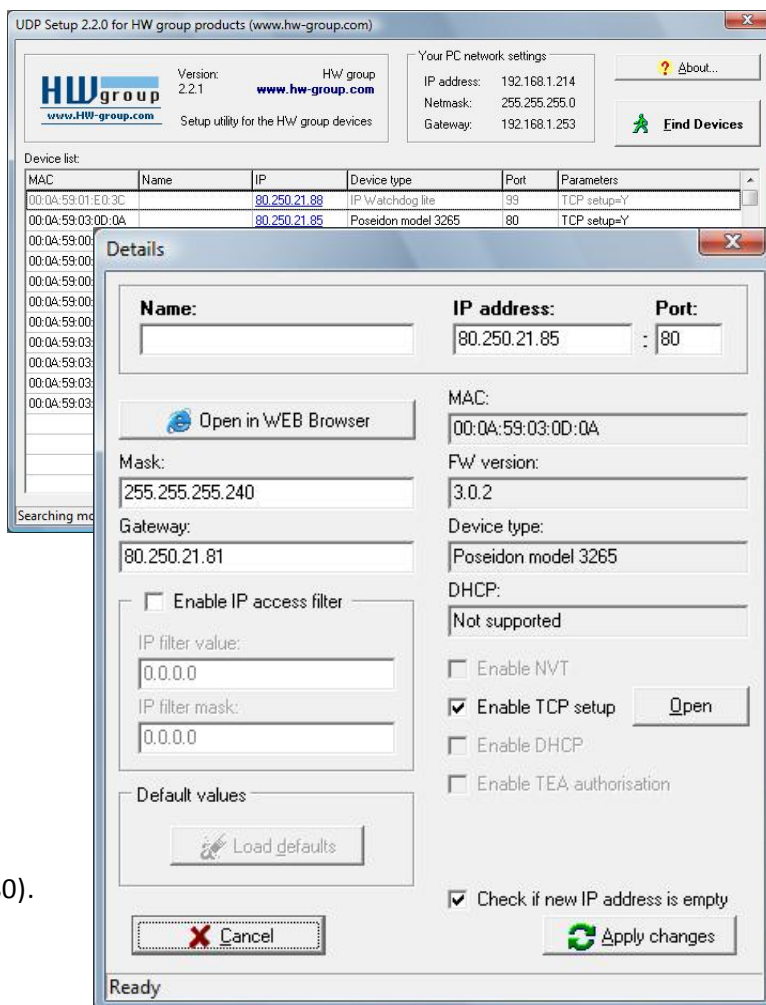 UDP Setup 2.2.0 for HW group products (www.hw-group.com)
HWgroup
www.HW-group.com
Version: HW group
2.2.1 www.hw-group.com
Setup utility for the HW group devices
Your PC network settings
IP address: 192.168.1.214
Netmask: 255.255.255.0
Gateway: 192.168.1.253
? About...
Find Devices
Device list:
MAC Name IP Device type Port Parameters
00:0A:59:01:E0:3C 80.250.21.88 IP Watchdog lite 99 TCP setup=Y
00:0A:59:03:0D:0A 80.250.21.85 Poseidon model 3265 80 TCP setup=Y
00:0A:59:00:
00:0A:59:00:
00:0A:59:00:
00:0A:59:00:
00:0A:59:00:
00:0A:59:03:
00:0A:59:03:
00:0A:59:03:
00:0A:59:03:
Searching mo
Details
Name: IP address: Port:
80.250.21.85 : 80
Open in WEB Browser
Mask:
255.255.255.240
Gateway:
80.250.21.81
Enable IP access filter
IP filter value:
0.0.0.0
IP filter mask:
0.0.0.0
Default values
Load defaults
Cancel
MAC:
00:0A:59:03:0D:0A
FW version:
3.0.2
Device type:
Poseidon model 3265
DHCP:
Not supported
Enable NVT
Enable TCP setup Open
Enable DHCP
Enable TEA authorisation
Check if new IP address is empty
Apply changes
Ready
0).